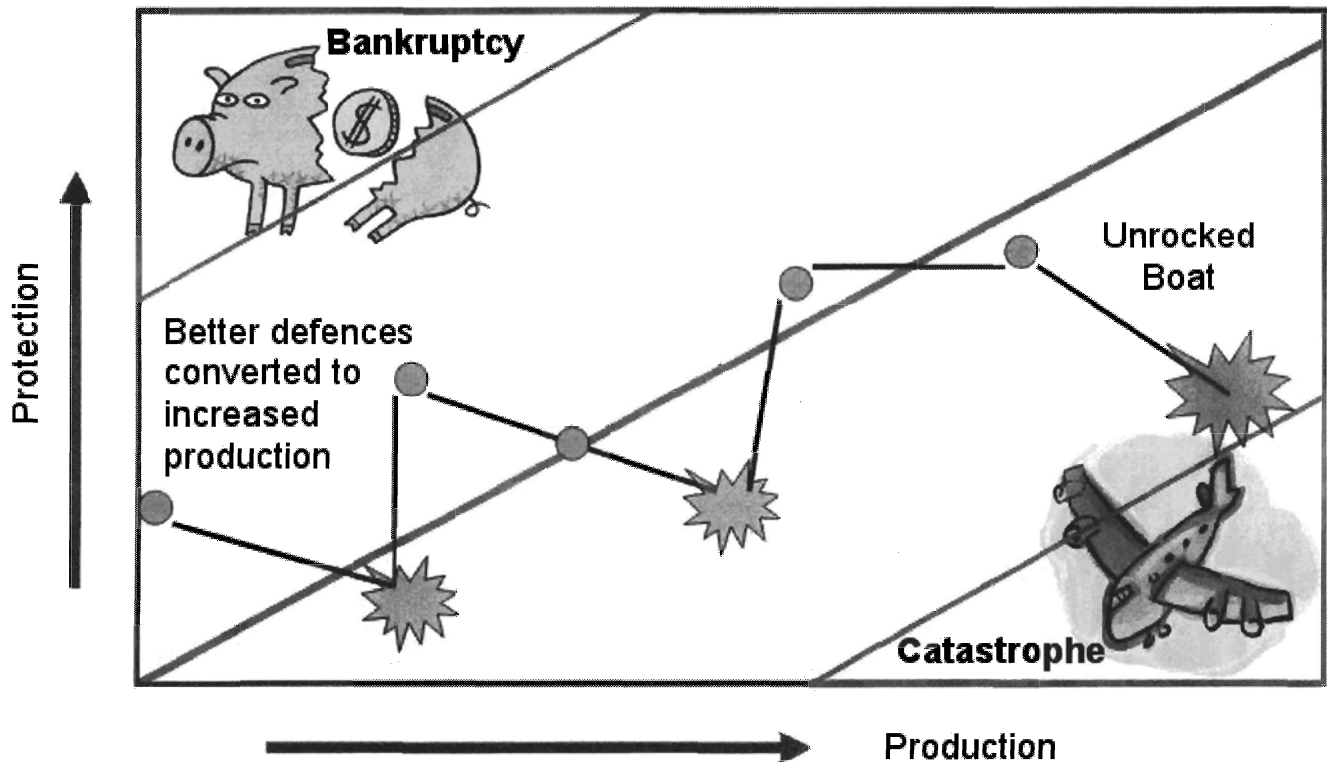 Bankruptcy
$
Unrocked
Boat
Better defences
converted to
increased
production
Protection
Catastrophe
Production